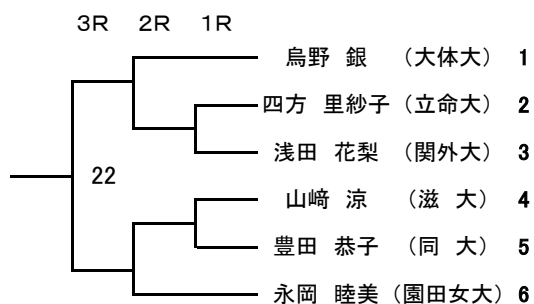 3R 2R 1R
烏野 銀 （大体大） 1
四方 里紗子（立命大） 2
浅田 花梨 （関外大） 3
22
山﨑 涼 （滋 大） 4
豊田 恭子 （同 大） 5
永岡 睦美（園田女大） 6